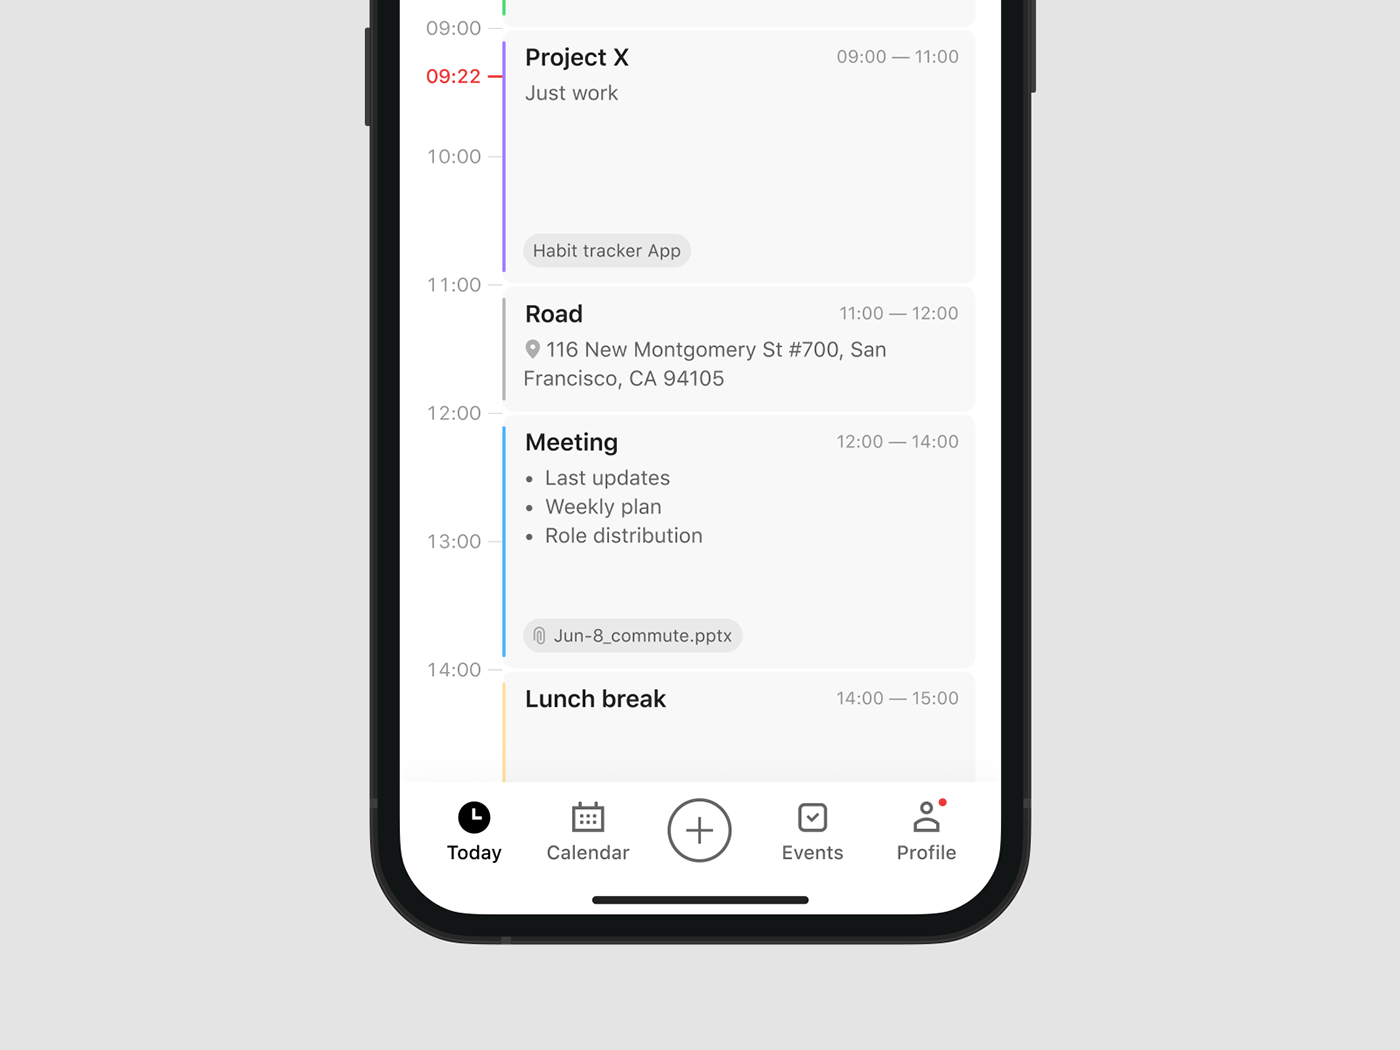 09:00
Project X 09:00 — 11:00
09:22
Just work
10:00
Habit tracker App
11:00
Road 11:00 — 12:00
116 New Montgomery St #700, San
Francisco, CA 94105
12:00
Meeting 12:00 — 14:00
• Last updates
• Weekly plan
• Role distribution
13:00
Jun-8_commute.pptx
14:00
Lunch break 14:00 — 15:00
Today Calendar Events Profile